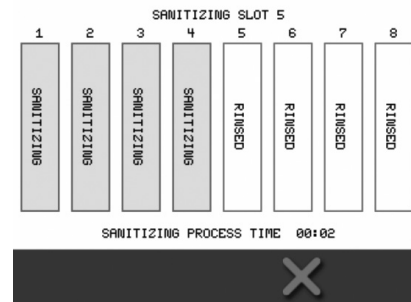 SANITIZING SLOT 5
1 2 3 4 5 6 7 8
SANITIZING SANITIZING SANITIZING SANITIZING RINSED RINSED RINSED RINSED
SANITIZING PROCESS TIME 00:02